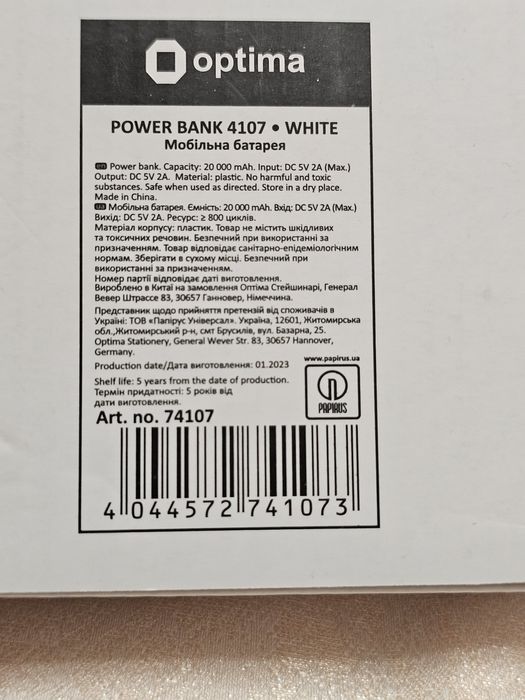 optima
POWER BANK 4107 • WHITE
Мобільна батарея
EN Power bank. Capacity: 20 000 mAh. Input: DC 5V 2A (Max.)
Output: DC 5V 2A. Material: plastic. No harmful and toxic
substances. Safe when used as directed. Store in a dry place.
Made in China.
UA Мобільна батарея. Ємність: 20 000 mAh. Вхід: DC 5V 2A (Max.)
Вихід: DC 5V 2A. Ресурс: ≥ 800 циклів.
Матеріал корпусу: пластик. Товар не містить шкідливих
та токсичних речовин. Безпечний при використанні за
призначенням. Товар відповідає санітарно-епідеміологічним
нормам. Зберігати в сухому місці. Безпечний при
використанні за призначенням.
Номер партії відповідає даті виготовлення.
Вироблено в Китаї на замовлення Оптіма Стейшинарі, Генерал
Вевер Штрассе 83, 30657 Ганновер, Німеччина.
Представник щодо прийняття претензій від споживачів в
Україні: ТОВ «Папірус Універсал». Україна, 12601, Житомирська
обл.,Житомирський р-н, смт Брусилів, вул. Базарна, 25.
Optima Stationery, General Wever Str. 83, 30657 Hannover,
Germany.
Production date/Дата виготовлення: 01.2023
www.papirus.ua
Shelf life: 5 years from the date of production.
Термін придатності: 5 років від
дати виготовлення.
PAPIRUS
Art. no. 74107
4 044572 741073